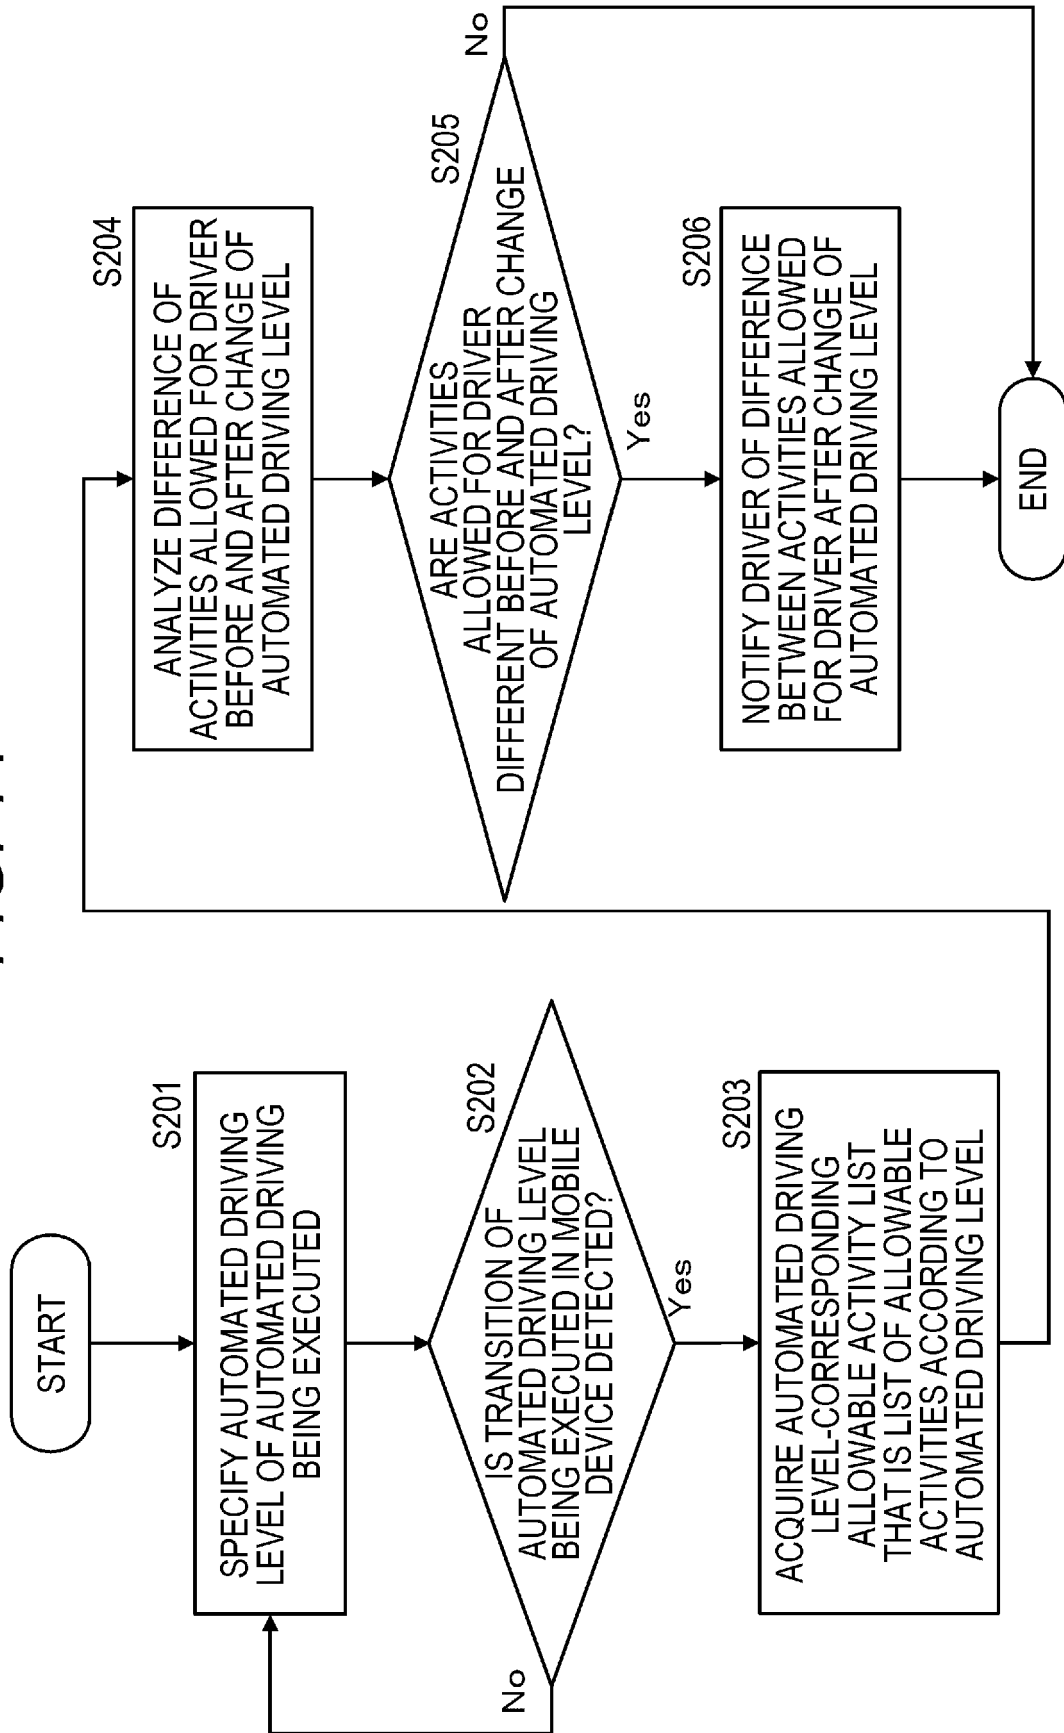 START
S201
SPECIFY AUTOMATED DRIVING
LEVEL OF AUTOMATED DRIVING
BEING EXECUTED
S202
IS TRANSITION OF
AUTOMATED DRIVING LEVEL
BEING EXECUTED IN MOBILE
DEVICE DETECTED?
No
Yes
S203
ACQUIRE AUTOMATED DRIVING
LEVEL-CORRESPONDING
ALLOWABLE ACTIVITY LIST
THAT IS LIST OF ALLOWABLE
ACTIVITIES ACCORDING TO
AUTOMATED DRIVING LEVEL
S204
ANALYZE DIFFERENCE OF
ACTIVITIES ALLOWED FOR DRIVER
BEFORE AND AFTER CHANGE OF
AUTOMATED DRIVING LEVEL
S205
ARE ACTIVITIES
ALLOWED FOR DRIVER
DIFFERENT BEFORE AND AFTER CHANGE
OF AUTOMATED DRIVING
LEVEL?
No
Yes
S206
NOTIFY DRIVER OF DIFFERENCE
BETWEEN ACTIVITIES ALLOWED
FOR DRIVER AFTER CHANGE OF
AUTOMATED DRIVING LEVEL
END